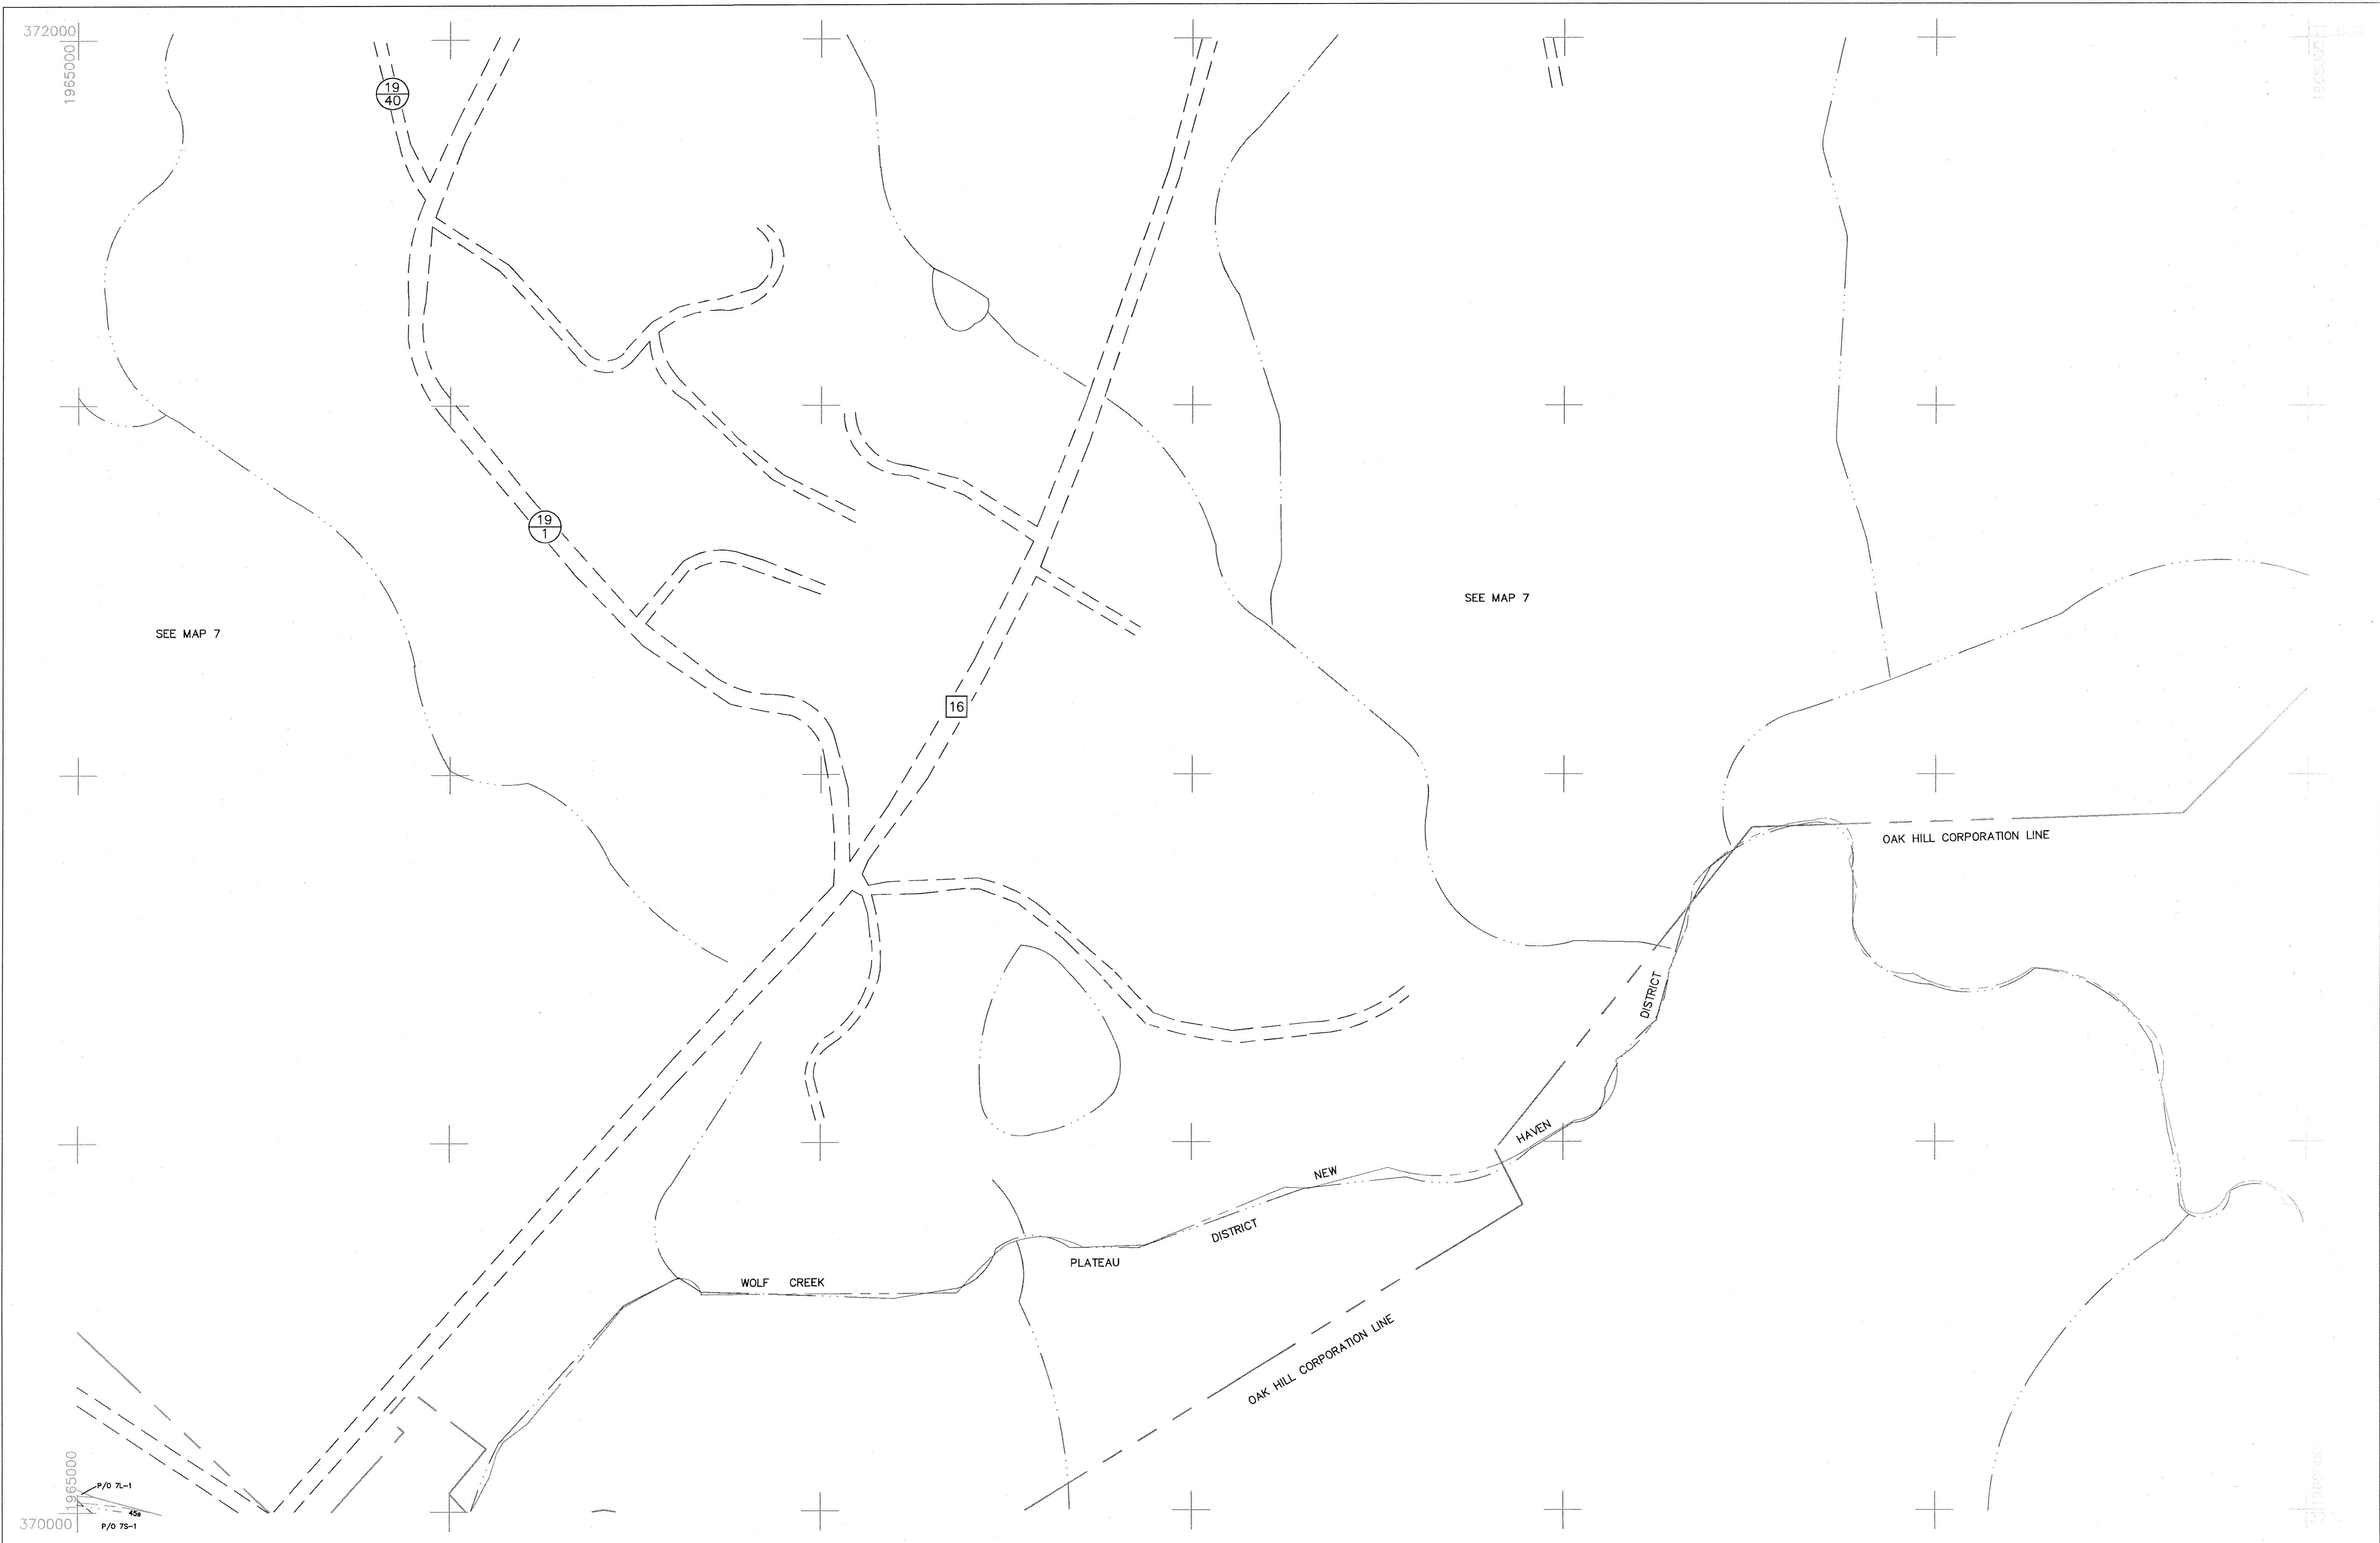 372000
1965000
19
40
19
1
SEE MAP 7
SEE MAP 7
16
OAK HILL CORPORATION LINE
DISTRICT
HAVEN
NEW
DISTRICT
PLATEAU
WOLF CREEK
OAK HILL CORPORATION LINE
1965000
P/O 7L-1
45s
P/O 7S-1
370000